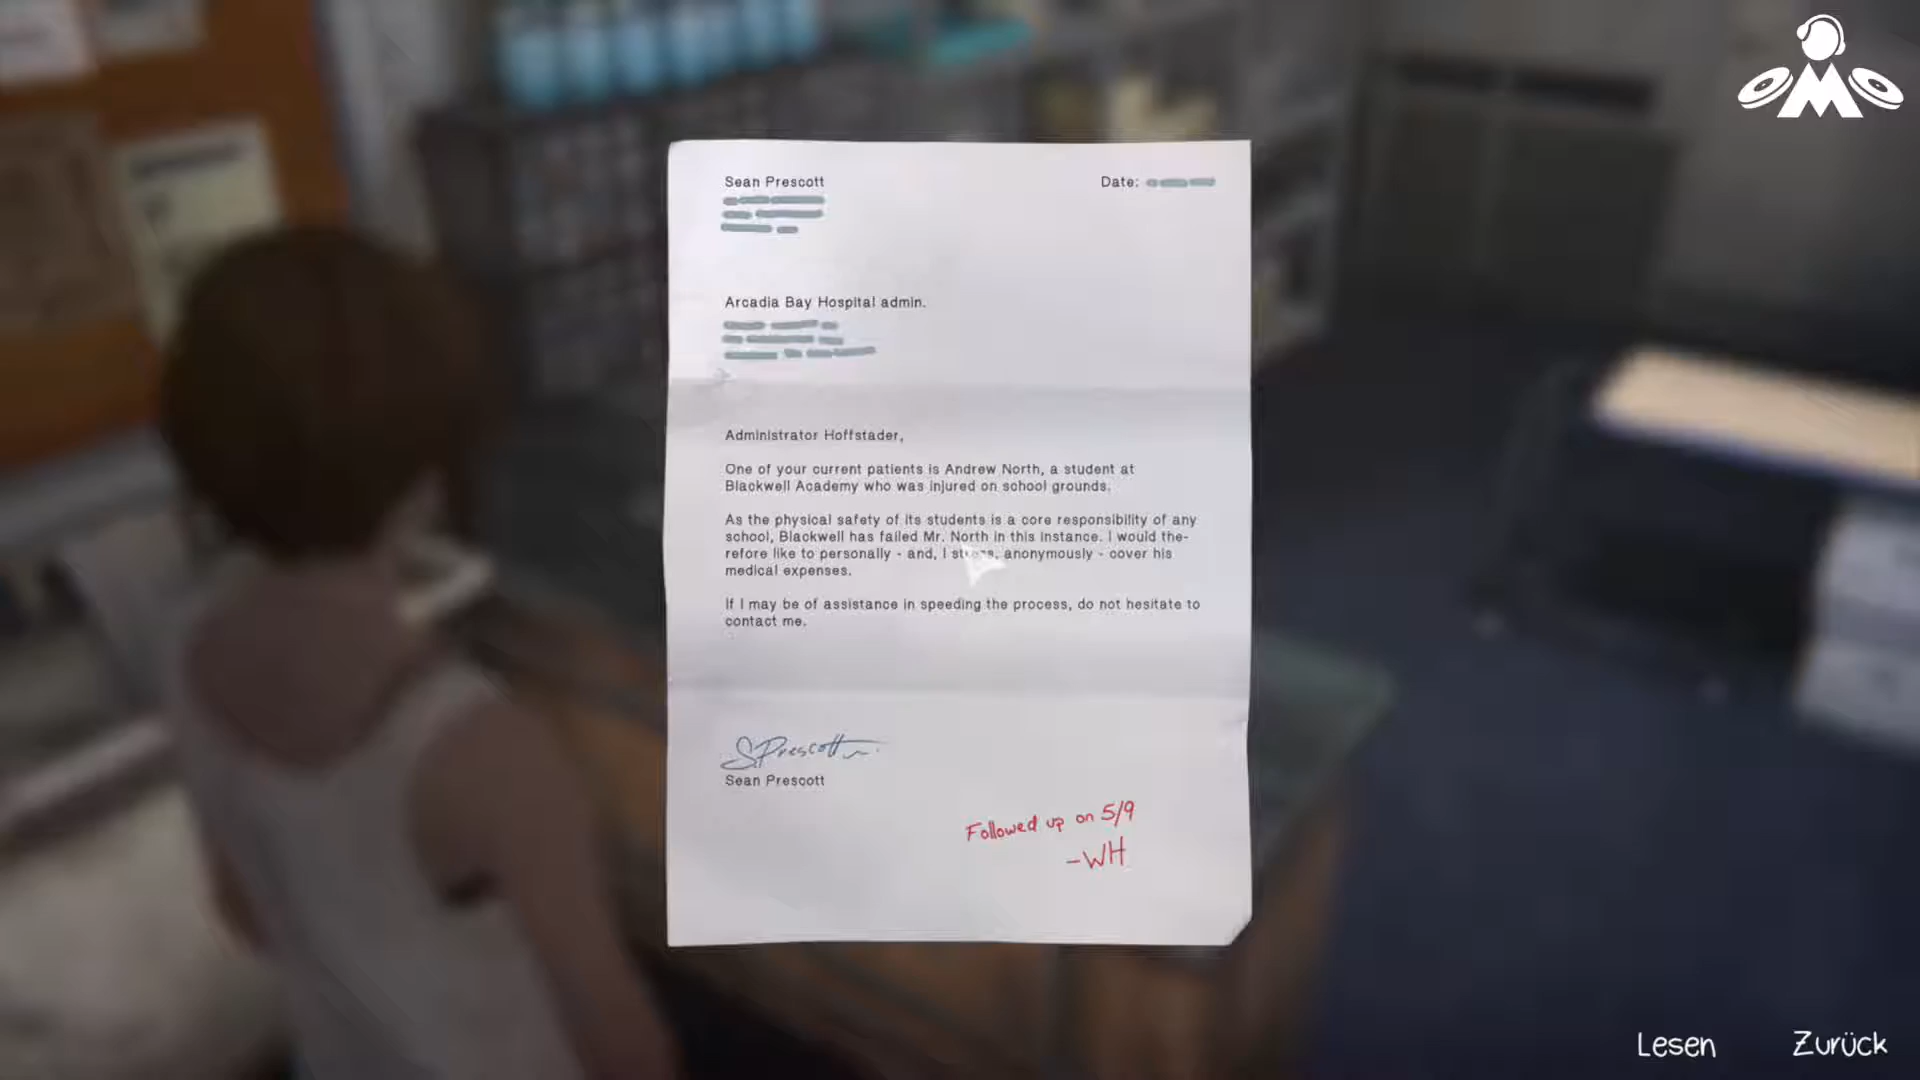 Sean Prescott
Date:
Arcadia Bay Hospital admin.
Administrator Hoffstader,
One of your current patients is Andrew North, a student at
Blackwell Academy who was injured on school grounds.
As the physical safety of its students is a core responsibility of any
school, Blackwell has failed Mr. North in this instance. I would the-
refore like to personally - and, I stress, anonymously - cover his
medical expenses.
If I may be of assistance in speeding the process, do not hesitate to
contact me.
SPrescott
Sean Prescott
Followed up on 5/9
-WH
Lesen
Zurück